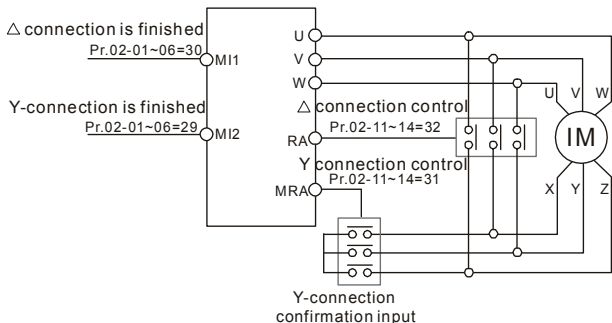 △ connection is finished
Pr.02-01~06=30
MI1
Y-connection is finished
Pr.02-01~06=29
MI2
U
V
W
△ connection control
Pr.02-11~14=32
RA
Y connection control
Pr.02-11~14=31
MRA
U V W
IM
X Y Z
Y-connection
confirmation input